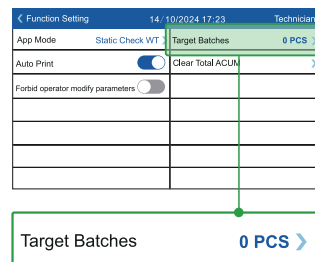 Function Setting 14/10/2024 17:23 Technician
App Mode Static Check WT Target Batches 0 PCS
Auto Print Clear Total ACUM
Forbid operator modify parameters
Target Batches 0 PCS